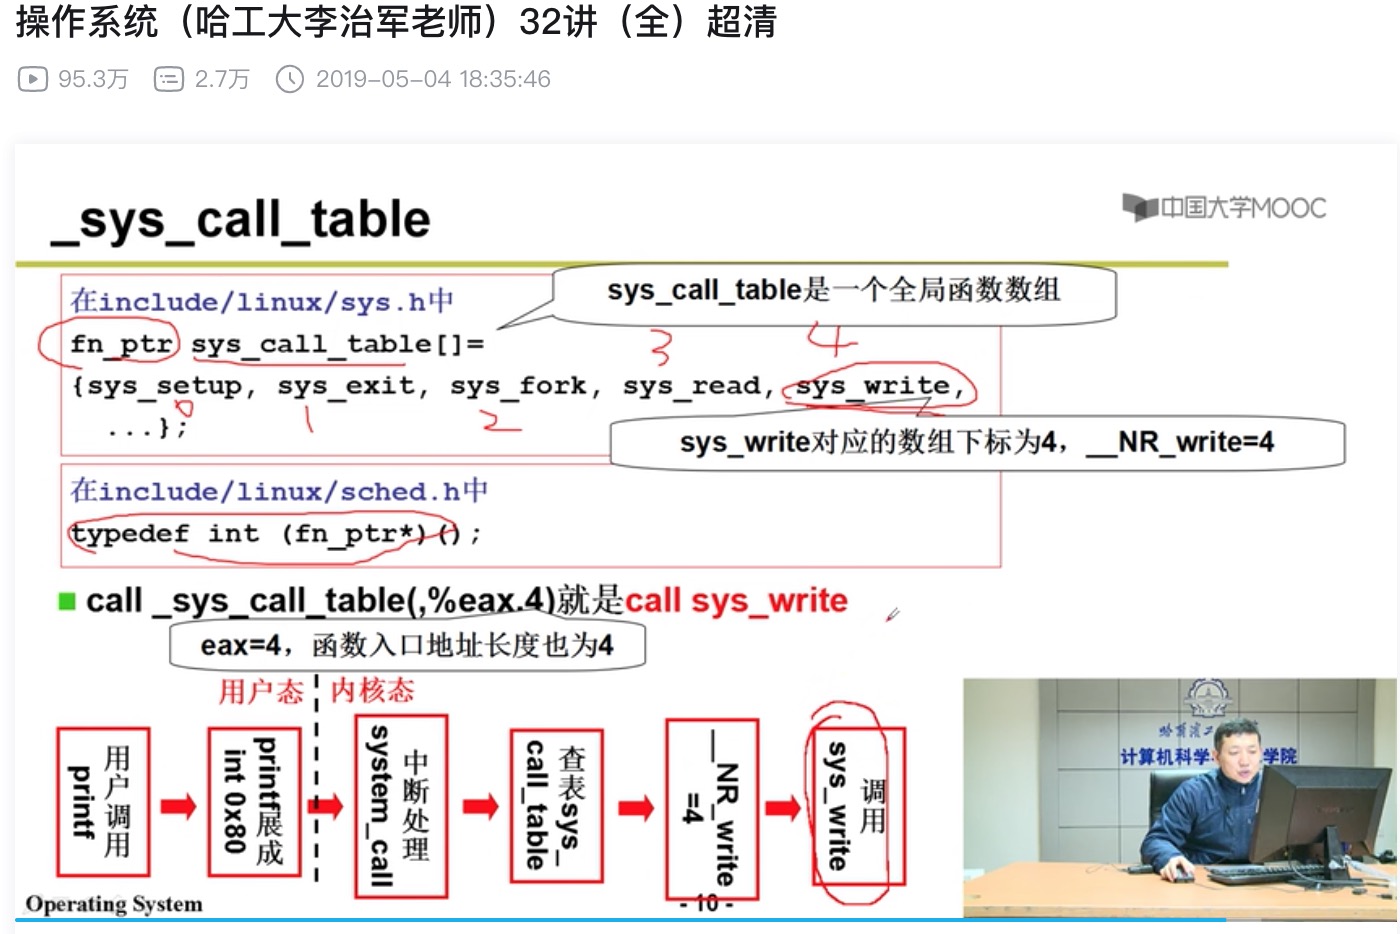 操作系统（哈工大李治军老师）32讲（全）超清
95.3万 2.7万 2019-05-04 18:35:46
_sys_call_table
中国大学MOOC
在include/linux/sys.h中
sys_call_table是一个全局函数数组
fn_ptr sys_call_table[]=
3 4
{sys_setup, sys_exit, sys_fork, sys_read, sys_write,
0 1 2
...};
sys_write对应的数组下标为4，__NR_write=4
在include/linux/sched.h中
typedef int (fn_ptr*)();
call _sys_call_table(,%eax.4)就是call sys_write
eax=4，函数入口地址长度也为4
用户态 内核态
用户调用
printf
printf展成
int 0x80
中断处理
system_call
查表sys_
call_table
__NR_write
=4
调用
sys_write
计算机科学
学院
Operating System
- 10 -